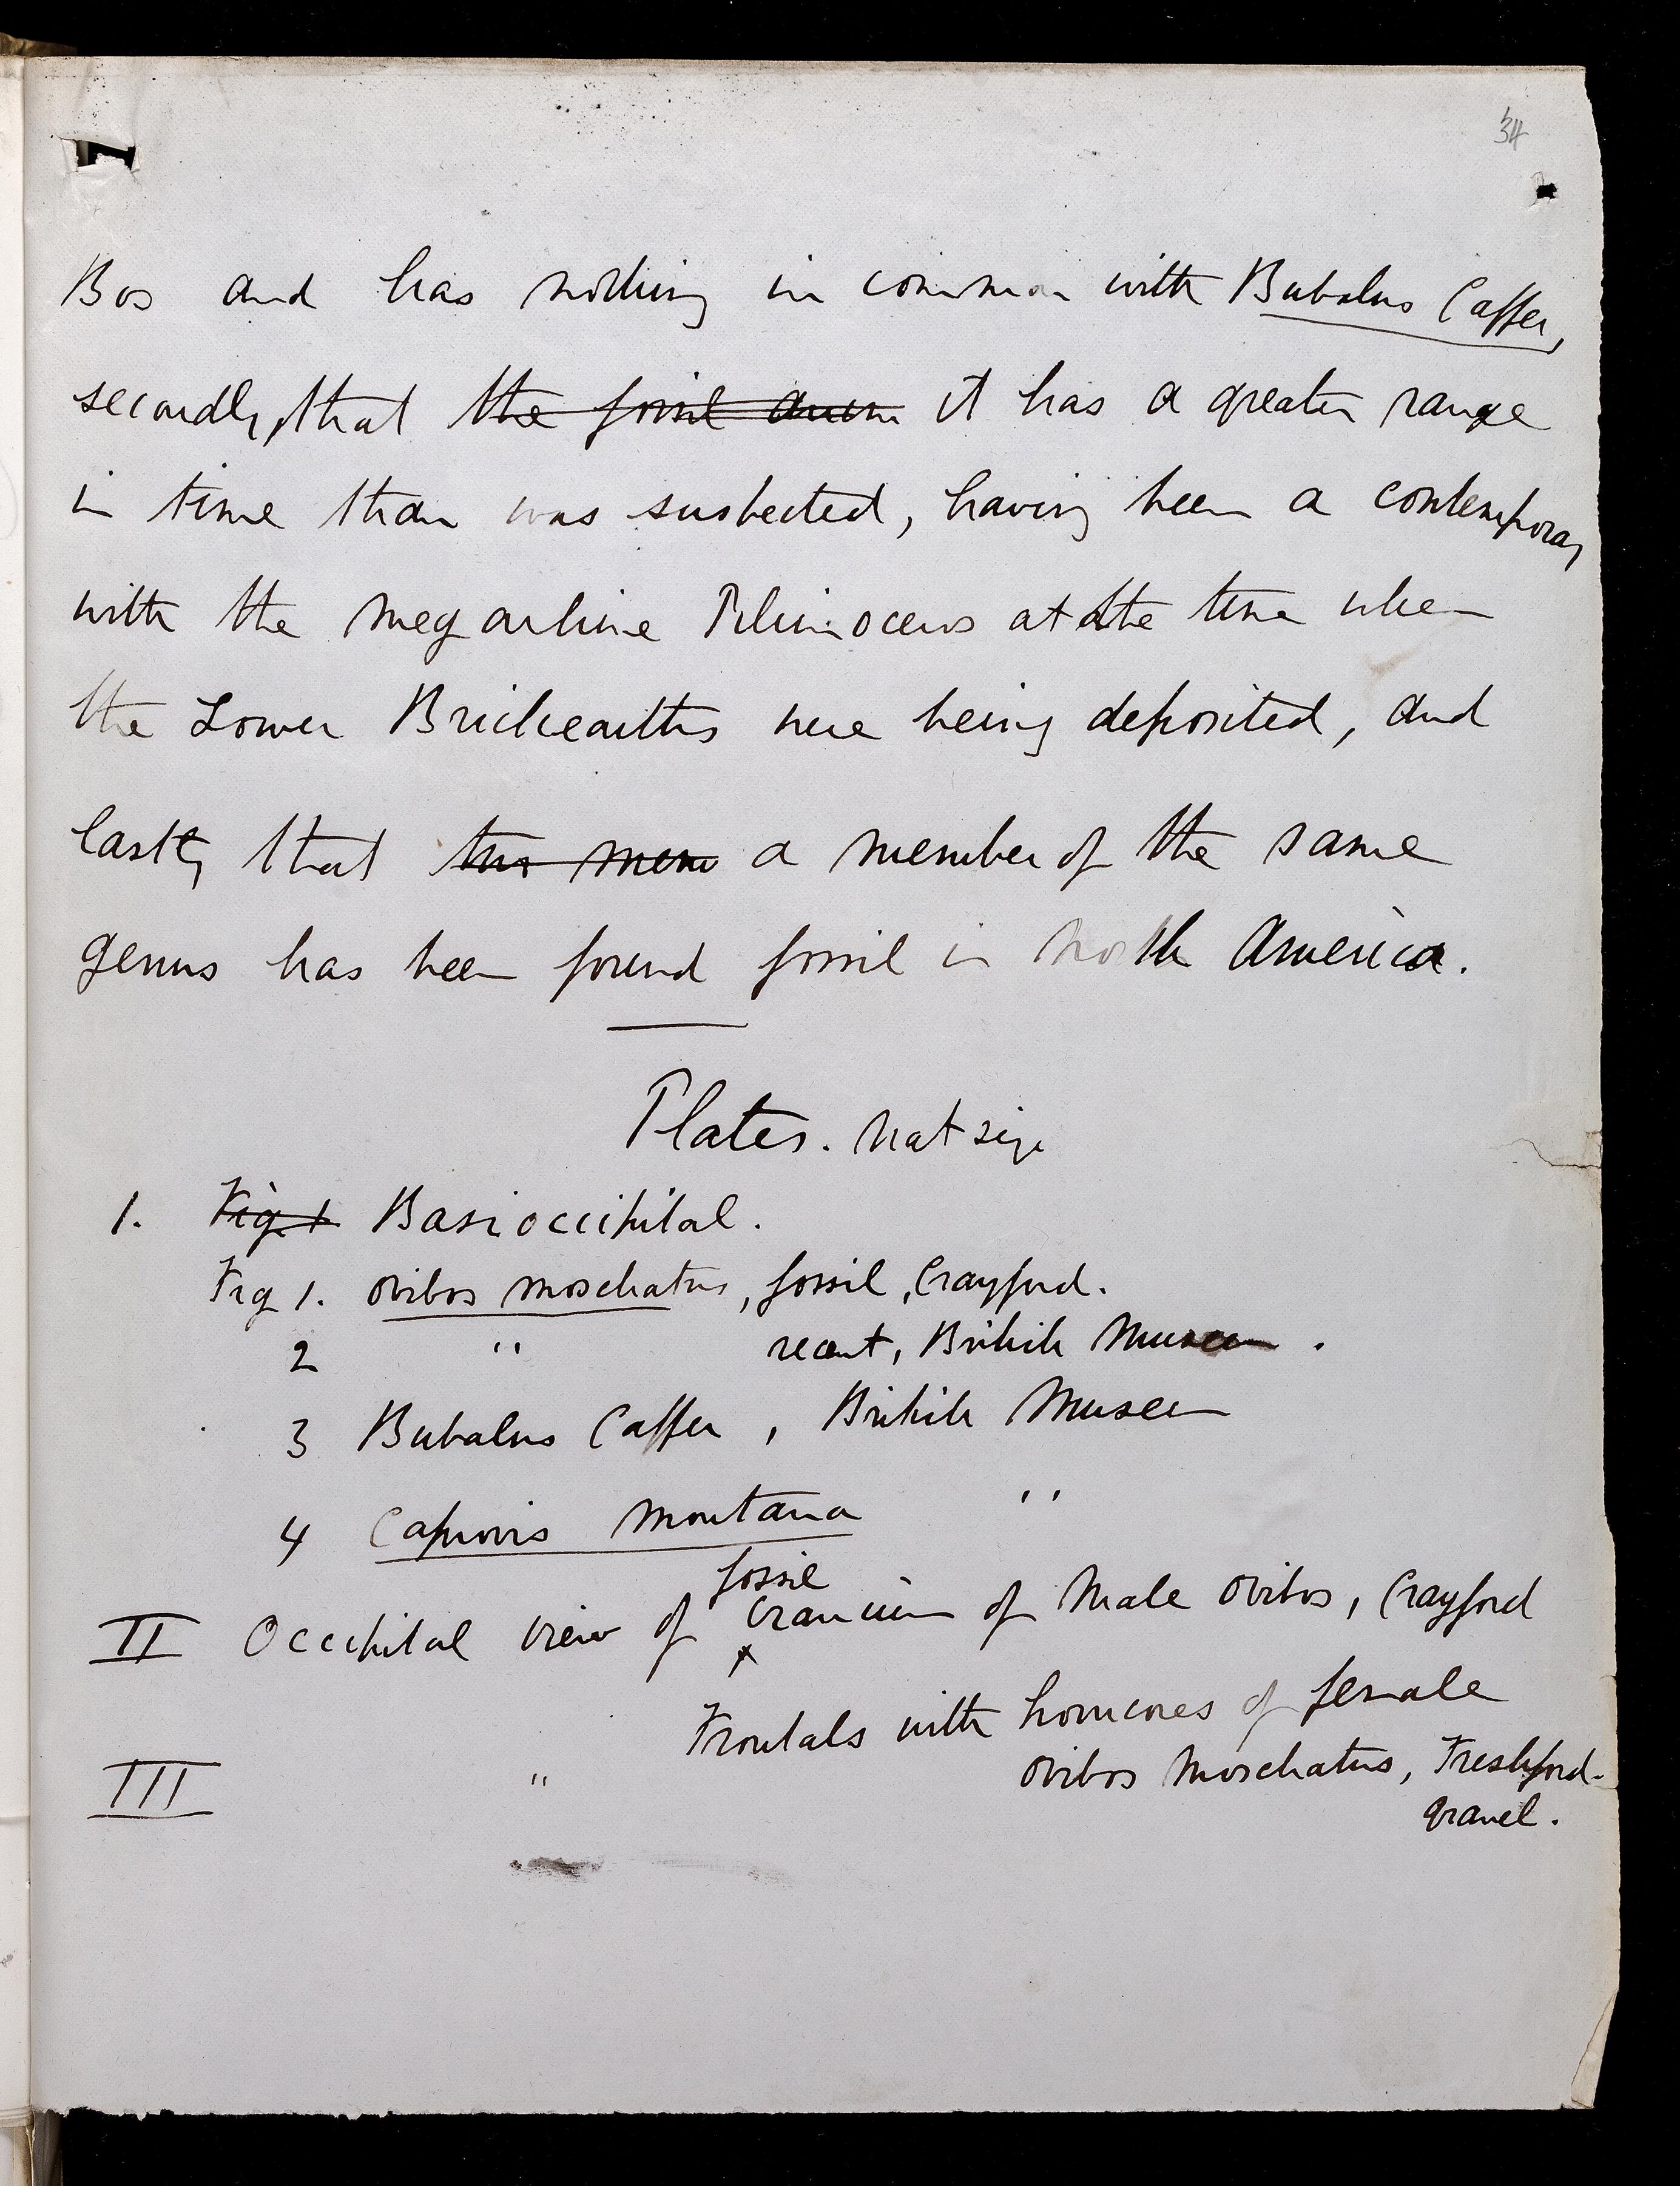 34
Bos and has nothing in common with Bubalus Caffer,
secondly, that the fossil it has a greater range
in time than was suspected, having been a contemporary
with the megarhine Rhinoceros at the time when
the Lower Brickearths were being deposited, and
lastly that a member of the same
genus has been found fossil in North America.
Plates. nat size
1. Fig. 1 Basioccipital.
Fig 1. Ovibos moschatus, fossil, Crayford.
2 " recent, British Museum.
3 Bubalus Caffer, British Museum
4 Capriovis montana "
fossil
II Occipital view of cranium of Male Ovibos, Crayford
Frontals with horncores of female
III " Ovibos moschatus, Freshford
gravel.